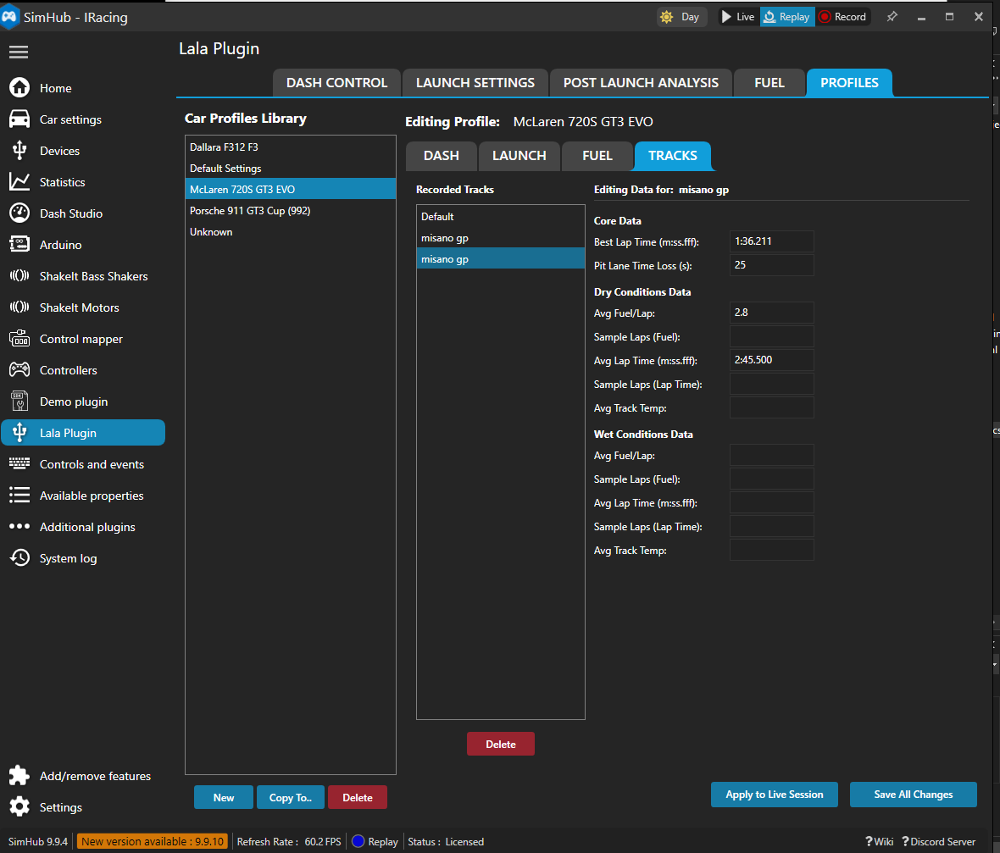 SimHub - IRacing
Day
Live
Replay
Record
Lala Plugin
DASH CONTROL
LAUNCH SETTINGS
POST LAUNCH ANALYSIS
FUEL
PROFILES
Home
Car settings
Devices
Statistics
Dash Studio
Arduino
ShakeIt Bass Shakers
ShakeIt Motors
Control mapper
Controllers
Demo plugin
Lala Plugin
Controls and events
Available properties
Additional plugins
System log
Add/remove features
Settings
Car Profiles Library
Dallara F312 F3
Default Settings
McLaren 720S GT3 EVO
Porsche 911 GT3 Cup (992)
Unknown
New
Copy To..
Delete
Editing Profile: McLaren 720S GT3 EVO
DASH
LAUNCH
FUEL
TRACKS
Recorded Tracks
Default
misano gp
misano gp
Delete
Editing Data for: misano gp
Core Data
Best Lap Time (m:ss.fff): 1:36.211
Pit Lane Time Loss (s): 25
Dry Conditions Data
Avg Fuel/Lap: 2.8
Sample Laps (Fuel):
Avg Lap Time (m:ss.fff): 2:45.500
Sample Laps (Lap Time):
Avg Track Temp:
Wet Conditions Data
Avg Fuel/Lap:
Sample Laps (Fuel):
Avg Lap Time (m:ss.fff):
Sample Laps (Lap Time):
Avg Track Temp:
Apply to Live Session
Save All Changes
SimHub 9.9.4
New version available : 9.9.10
Refresh Rate : 60.2 FPS
Replay
Status : Licensed
?Wiki
?Discord Server